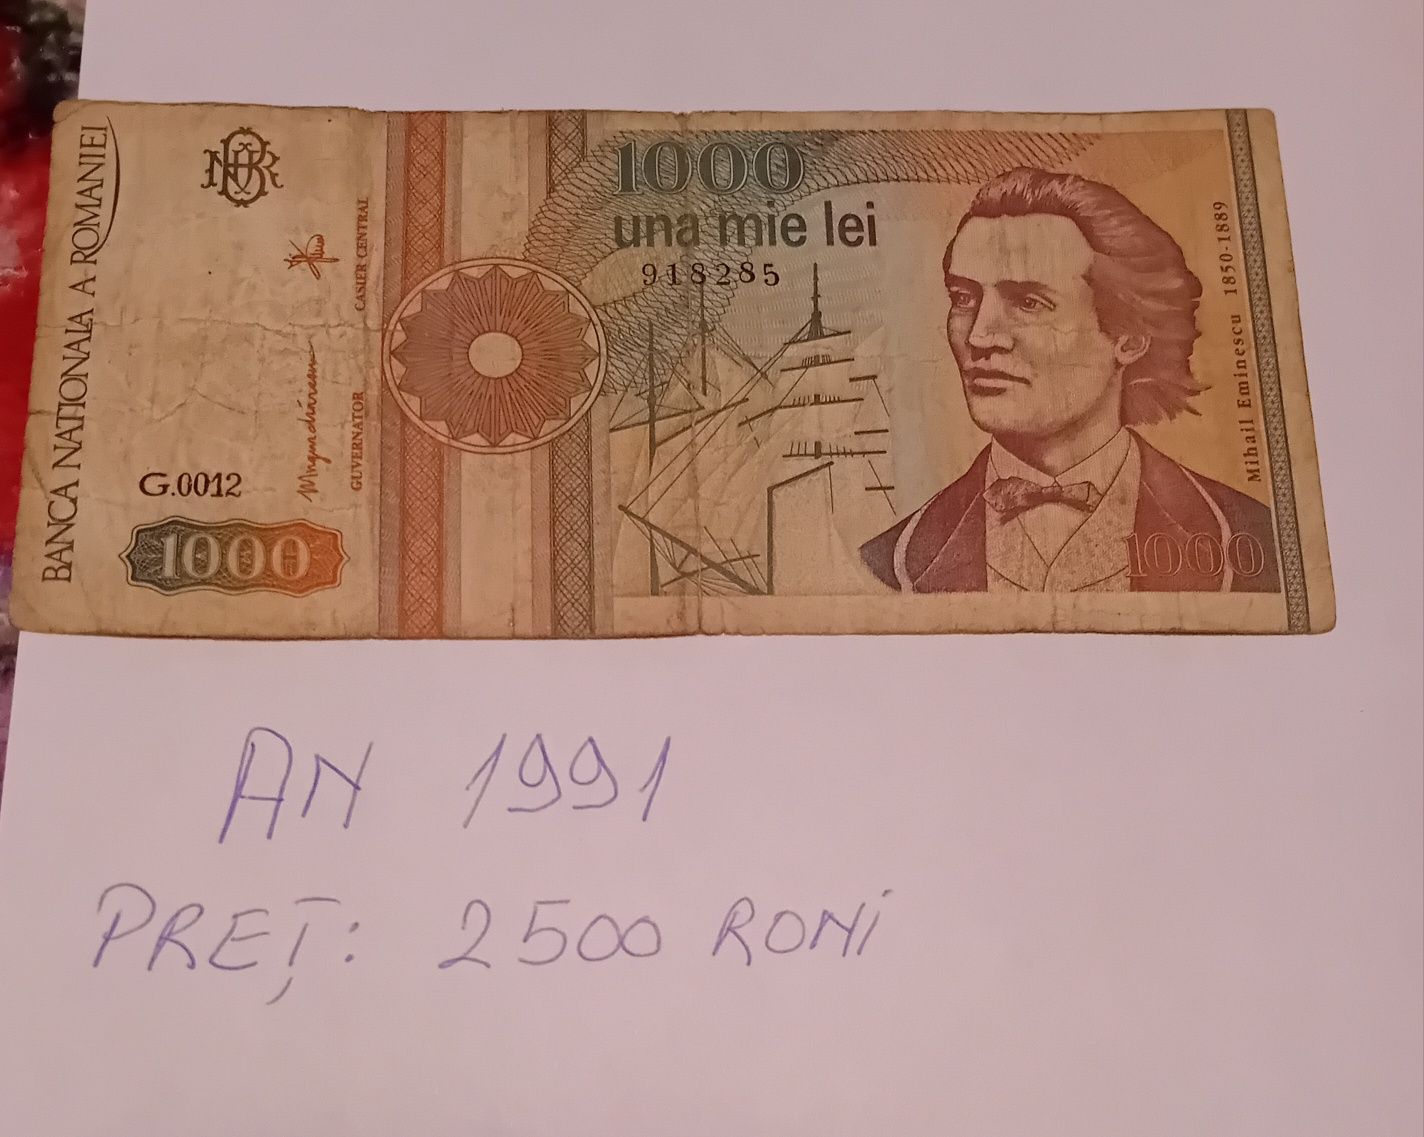 BANCA NATIONALA A ROMANIEI
BNR
CASIER CENTRAL
GUVERNATOR
G.0012
1000
1000
una mie lei
918285
Mihail Eminescu 1850-1889
1000
AN 1991
PREȚ: 2500 RONI